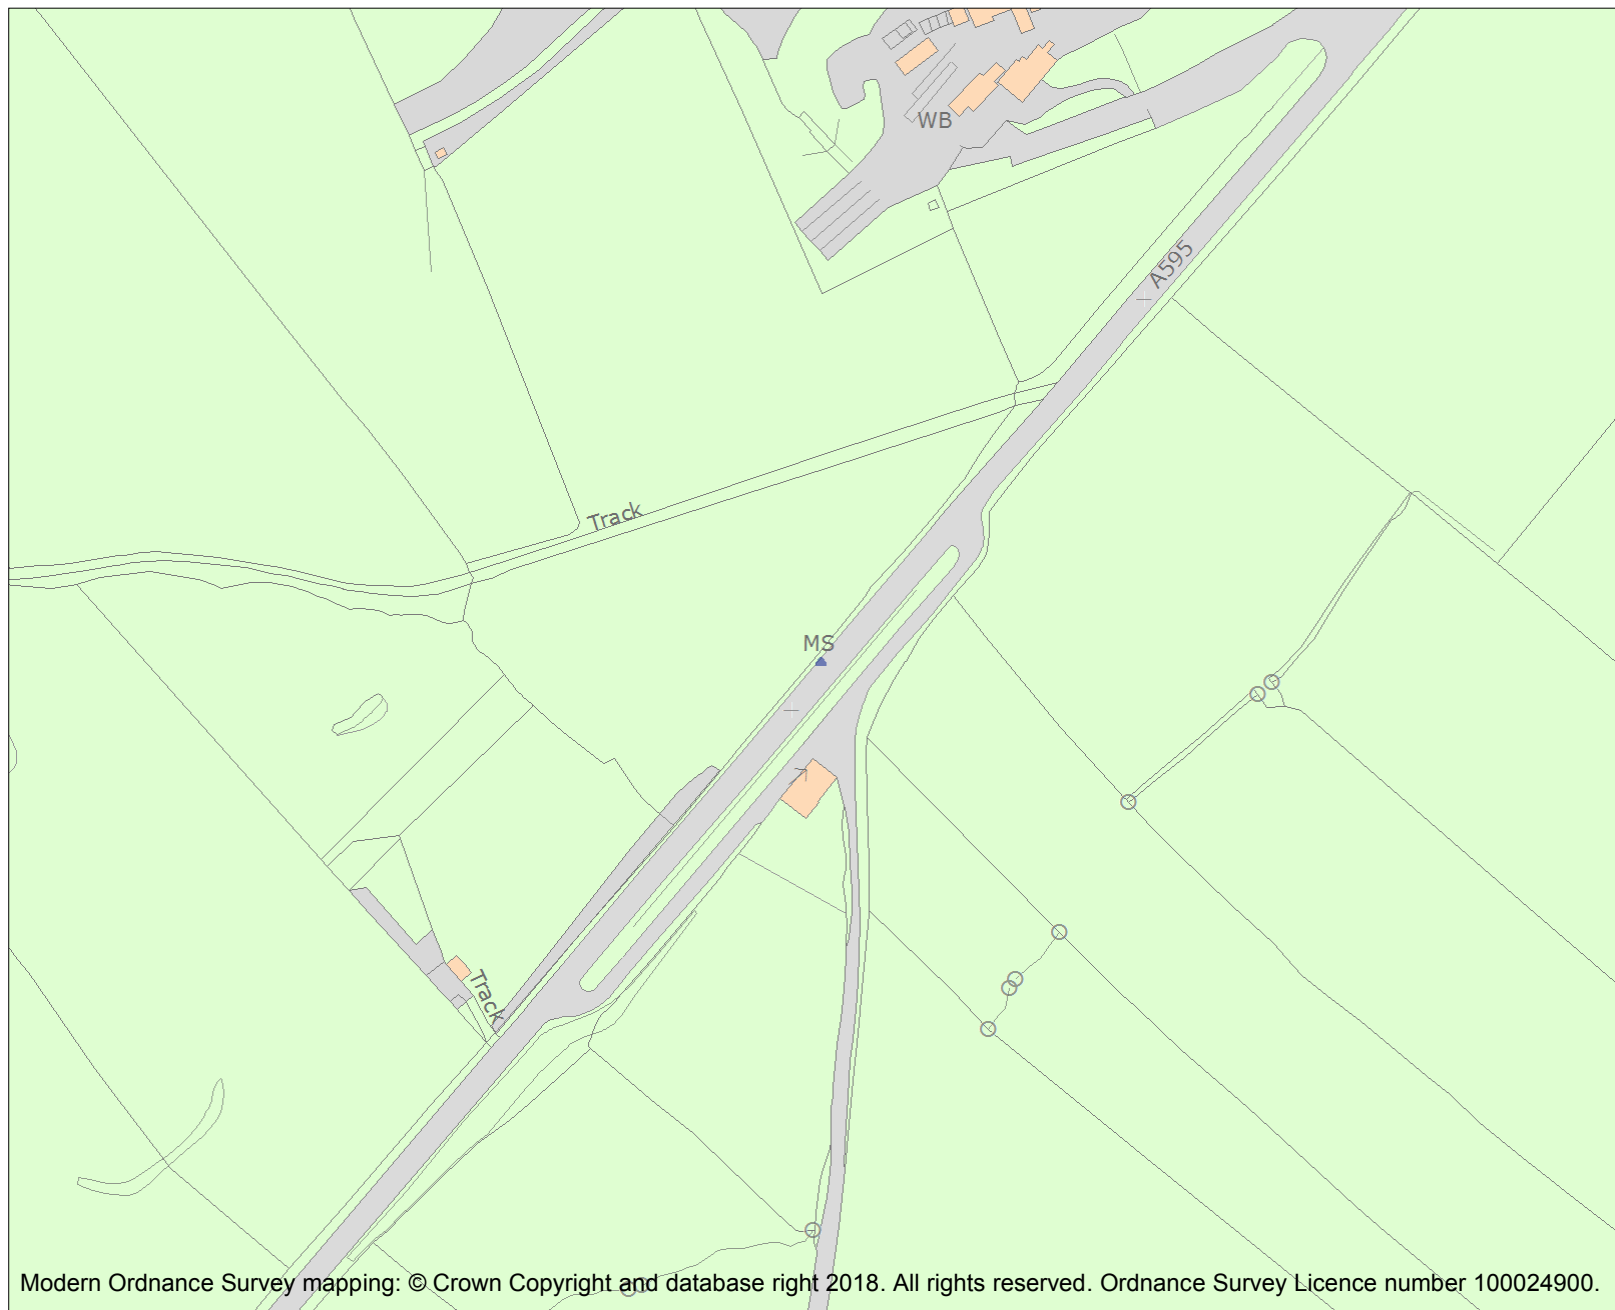 WB
A595
Track
MS
Track
Modern Ordnance Survey mapping: © Crown Copyright and database right 2018. All rights reserved. Ordnance Survey Licence number 100024900.